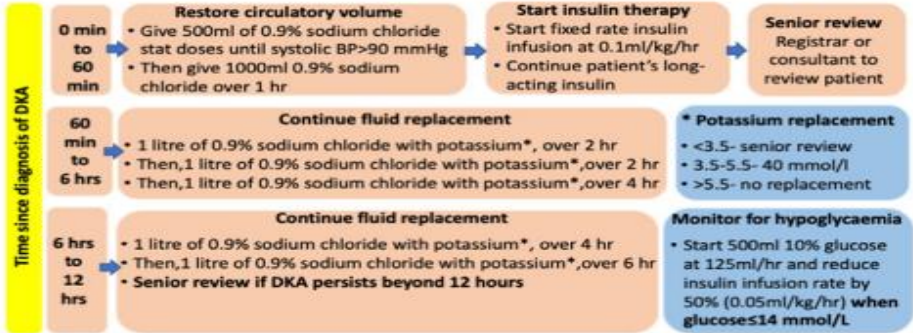 Time since diagnosis of DKA
0 min
to
60
min
Restore circulatory volume
• Give 500ml of 0.9% sodium chloride
stat doses until systolic BP>90 mmHg
• Then give 1000ml 0.9% sodium
chloride over 1 hr
Start insulin therapy
• Start fixed rate insulin
infusion at 0.1ml/kg/hr
• Continue patient's long-
acting insulin
Senior review
Registrar or
consultant to
review patient
60
min
to
6 hrs
Continue fluid replacement
• 1 litre of 0.9% sodium chloride with potassium*, over 2 hr
• Then,1 litre of 0.9% sodium chloride with potassium*,over 2 hr
• Then,1 litre of 0.9% sodium chloride with potassium*,over 4 hr
* Potassium replacement
• <3.5- senior review
• 3.5-5.5- 40 mmol/l
• >5.5- no replacement
6 hrs
to
12
hrs
Continue fluid replacement
• 1 litre of 0.9% sodium chloride with potassium*, over 4 hr
• Then,1 litre of 0.9% sodium chloride with potassium*,over 6 hr
• Senior review if DKA persists beyond 12 hours
Monitor for hypoglycaemia
• Start 500ml 10% glucose
at 125ml/hr and reduce
insulin infusion rate by
50% (0.05ml/kg/hr) when
glucose≤14 mmol/L